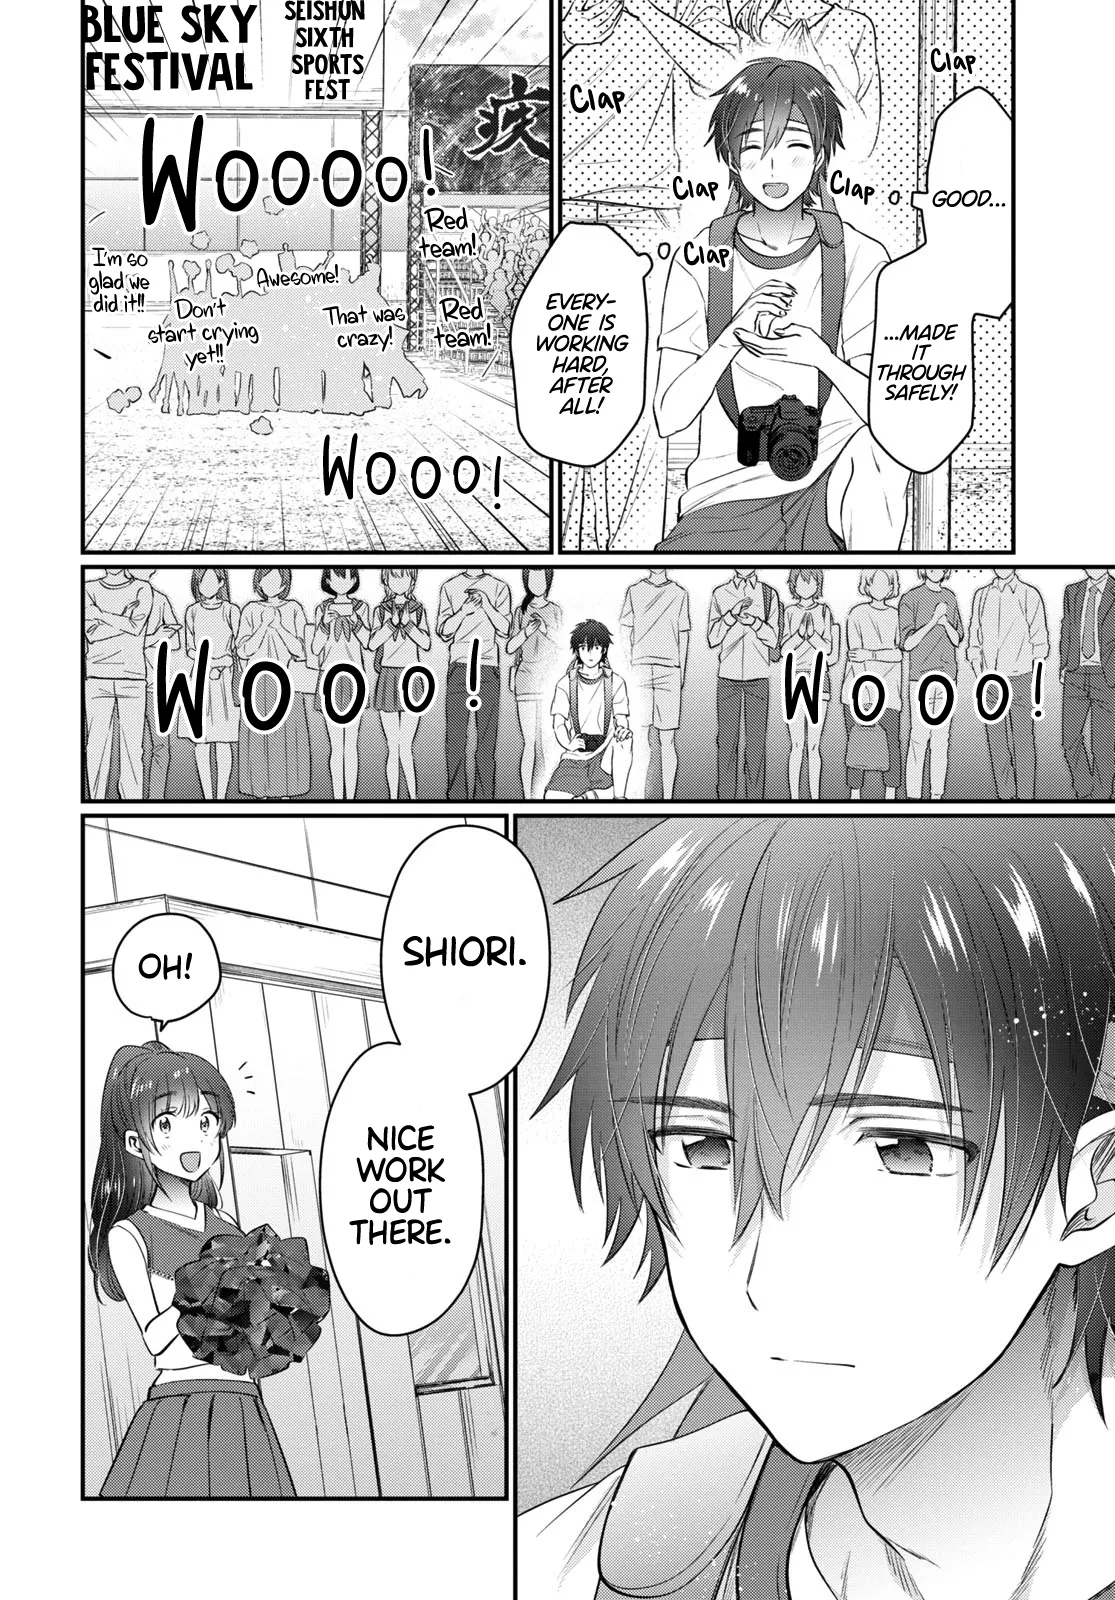 GOOD...
....MADE
IT
THROUGH
SAFELY!
Clap
Clap
Clap
Clap
Clap
EVERY-
ONE IS
WORKING
HARD,
AFTER
ALL!
BLUE SKY
FESTIVAL
SEISHUN
SIXTH
SPORTS
FEST
疾
WOOOO!
Red
team!
Red
team!
Awesome!
That was
crazy!
Don't
start crying
yet!!
I'm so
glad we
did it!!
WOOO!
WOOO!
WOOO!
SHIORI.
NICE
WORK
OUT
THERE.
OH!